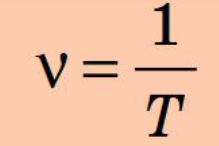 ν = 1/T